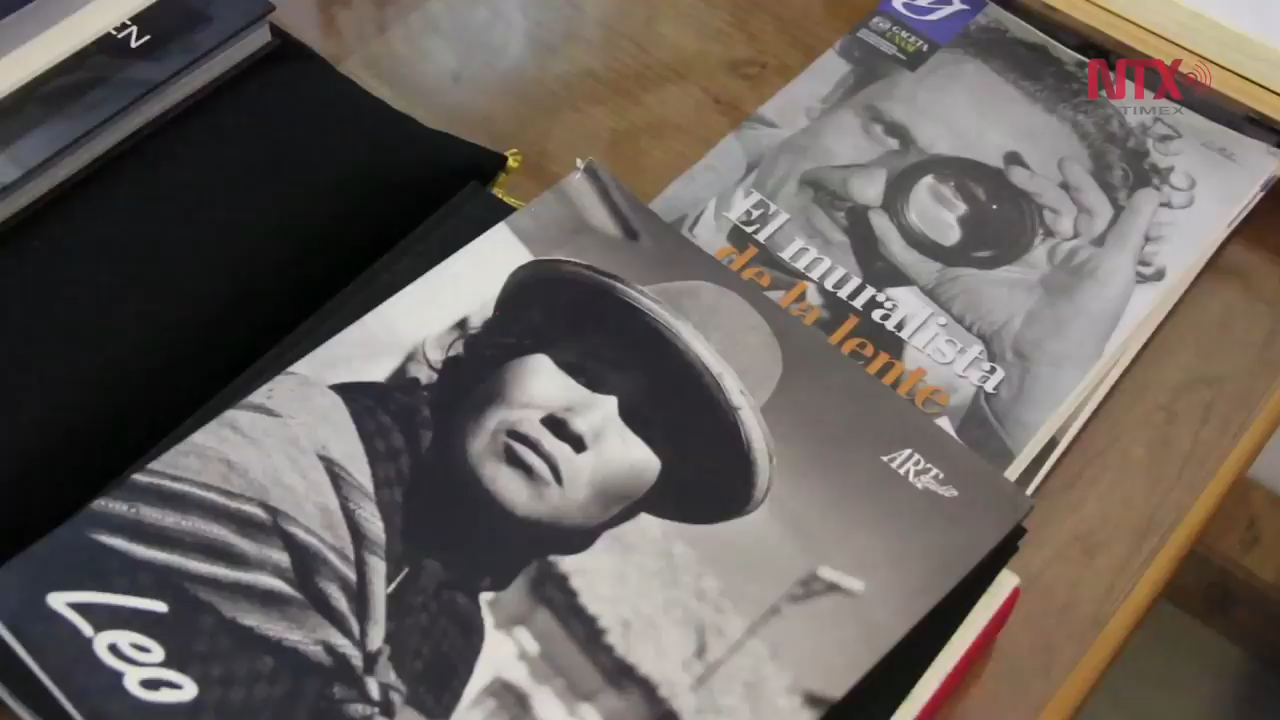 EN
GACETA
UNAM
NTX
TIMEX
El muralista
de la lente
ART
Leo